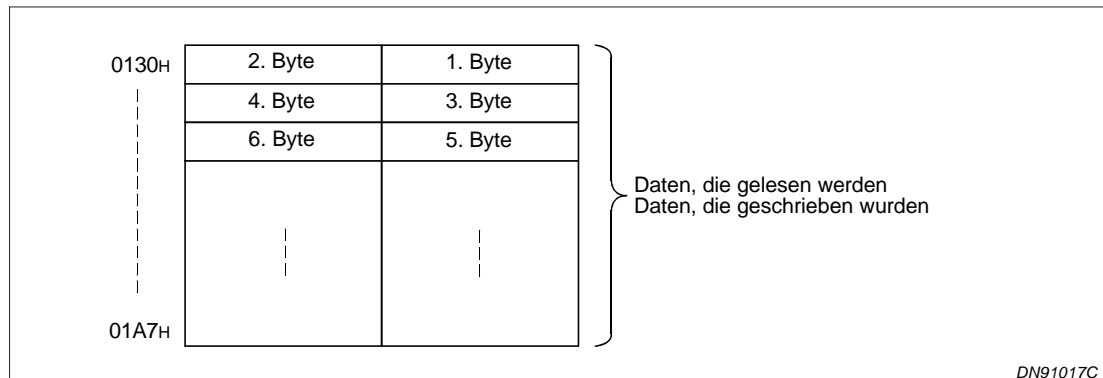 0130H 2. Byte 1. Byte
4. Byte 3. Byte
6. Byte 5. Byte
Daten, die gelesen werden
Daten, die geschrieben wurden
01A7H
DN91017C